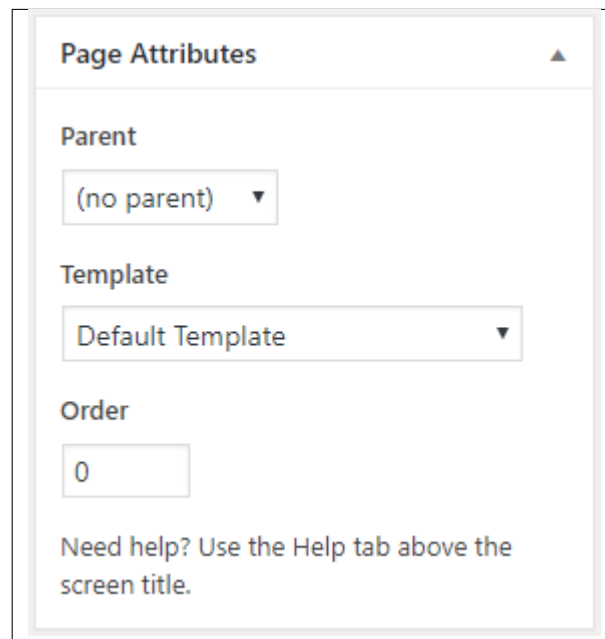 Page Attributes
Parent
(no parent)
Template
Default Template
Order
0
Need help? Use the Help tab above the
screen title.